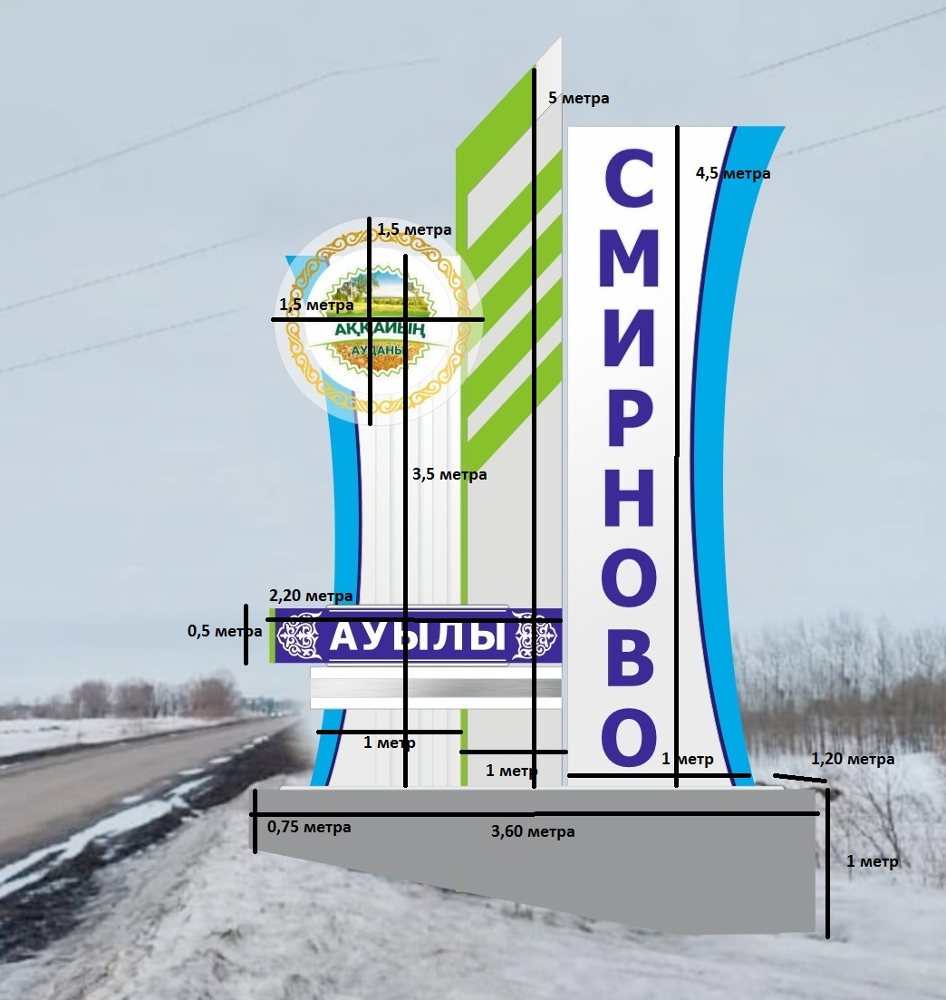 5 метра
4,5 метра
1,5 метра
1,5 метра
АҚҚАЙЫҢ
АУДАНЫ
3,5 метра
С
М
И
Р
Н
О
В
О
2,20 метра
0,5 метра
АУЫЛЫ
1 метр
1 метр
1 метр
1,20 метра
0,75 метра
3,60 метра
1 метр